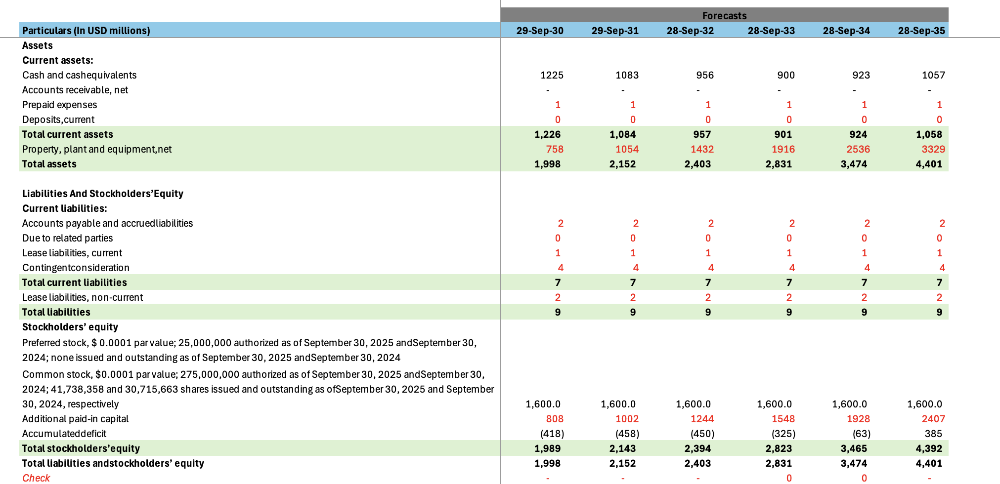 Forecasts
Particulars (In USD millions) 29-Sep-30 29-Sep-31 28-Sep-32 28-Sep-33 28-Sep-34 28-Sep-35
Assets
Current assets:
Cash and cashequivalents 1225 1083 956 900 923 1057
Accounts receivable, net - - - - - -
Prepaid expenses 1 1 1 1 1 1
Deposits,current 0 0 0 0 0 0
Total current assets 1,226 1,084 957 901 924 1,058
Property, plant and equipment,net 758 1054 1432 1916 2536 3329
Total assets 1,998 2,152 2,403 2,831 3,474 4,401
Liabilities And Stockholders’Equity
Current liabilities:
Accounts payable and accruedliabilities 2 2 2 2 2 2
Due to related parties 0 0 0 0 0 0
Lease liabilities, current 1 1 1 1 1 1
Contingentconsideration 4 4 4 4 4 4
Total current liabilities 7 7 7 7 7 7
Lease liabilities, non-current 2 2 2 2 2 2
Total liabilities 9 9 9 9 9 9
Stockholders’ equity
Preferred stock, $ 0.0001 par value; 25,000,000 authorized as of September 30, 2025 andSeptember 30,
2024; none issued and outstanding as of September 30, 2025 andSeptember 30, 2024
Common stock, $0.0001 par value; 275,000,000 authorized as of September 30, 2025 andSeptember 30,
2024; 41,738,358 and 30,715,663 shares issued and outstanding as ofSeptember 30, 2025 and September
30, 2024, respectively 1,600.0 1,600.0 1,600.0 1,600.0 1,600.0 1,600.0
Additional paid-in capital 808 1002 1244 1548 1928 2407
Accumulateddeficit (418) (458) (450) (325) (63) 385
Total stockholders’equity 1,989 2,143 2,394 2,823 3,465 4,392
Total liabilities andstockholders’ equity 1,998 2,152 2,403 2,831 3,474 4,401
Check - - - 0 0 -